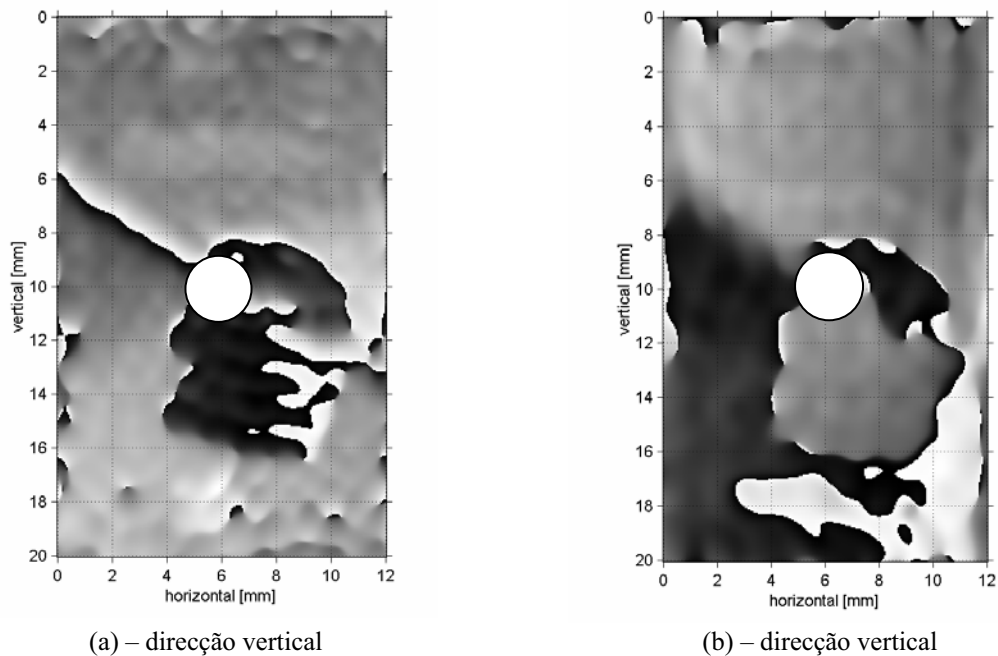 0
2
4
6
8
10
12
14
16
18
20
vertical [mm]
0 2 4 6 8 10 12
horizontal [mm]
(a) – direcção vertical
0
2
4
6
8
10
12
14
16
18
20
vertical [mm]
0 2 4 6 8 10 12
horizontal [mm]
(b) – direcção vertical